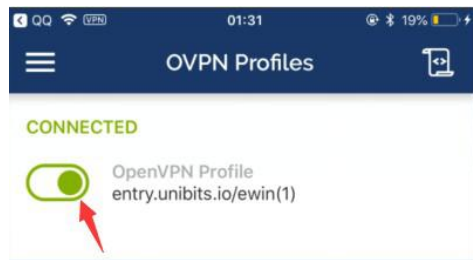 QQ VPN 01:31 19%
OVPN Profiles
CONNECTED
OpenVPN Profile
entry.unibits.io/ewin(1)